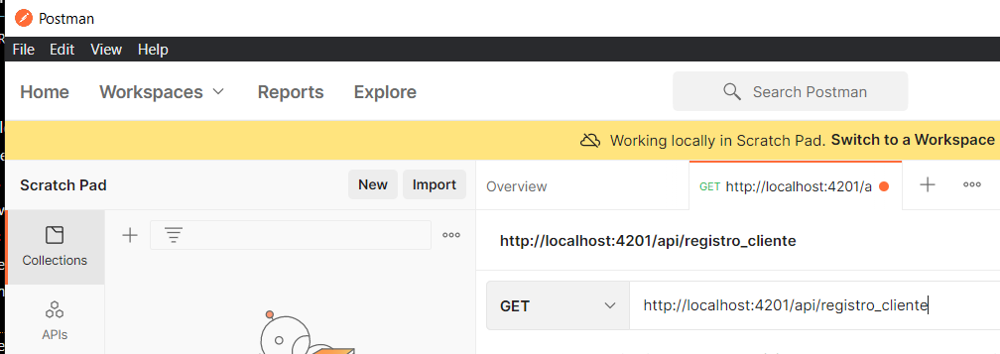 Postman
File Edit View Help
Home Workspaces Reports Explore Search Postman
Working locally in Scratch Pad. Switch to a Workspace
Scratch Pad New Import
Overview GET http://localhost:4201/a
http://localhost:4201/api/registro_cliente
Collections
GET http://localhost:4201/api/registro_cliente
APIs